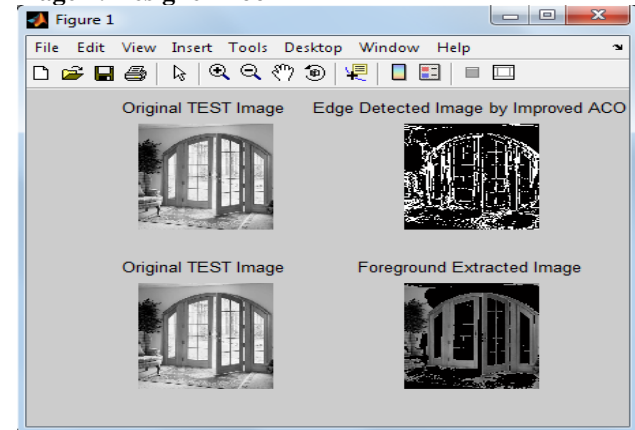 Figure 1
File Edit View Insert Tools Desktop Window Help
Original TEST Image Edge Detected Image by Improved ACO
Original TEST Image Foreground Extracted Image